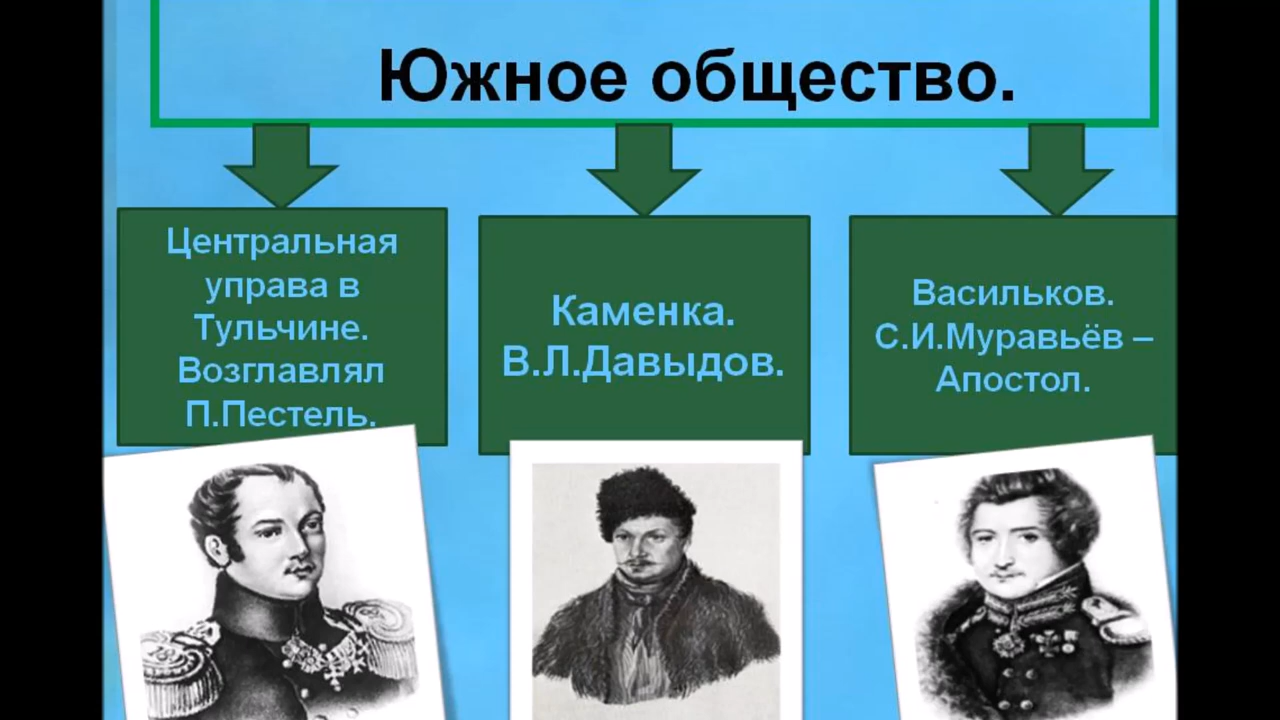 Южное общество.
Центральная
управа в
Тульчине.
Возглавлял
П.Пестель.
Каменка.
В.Л.Давыдов.
Васильков.
С.И.Муравьёв –
Апостол.